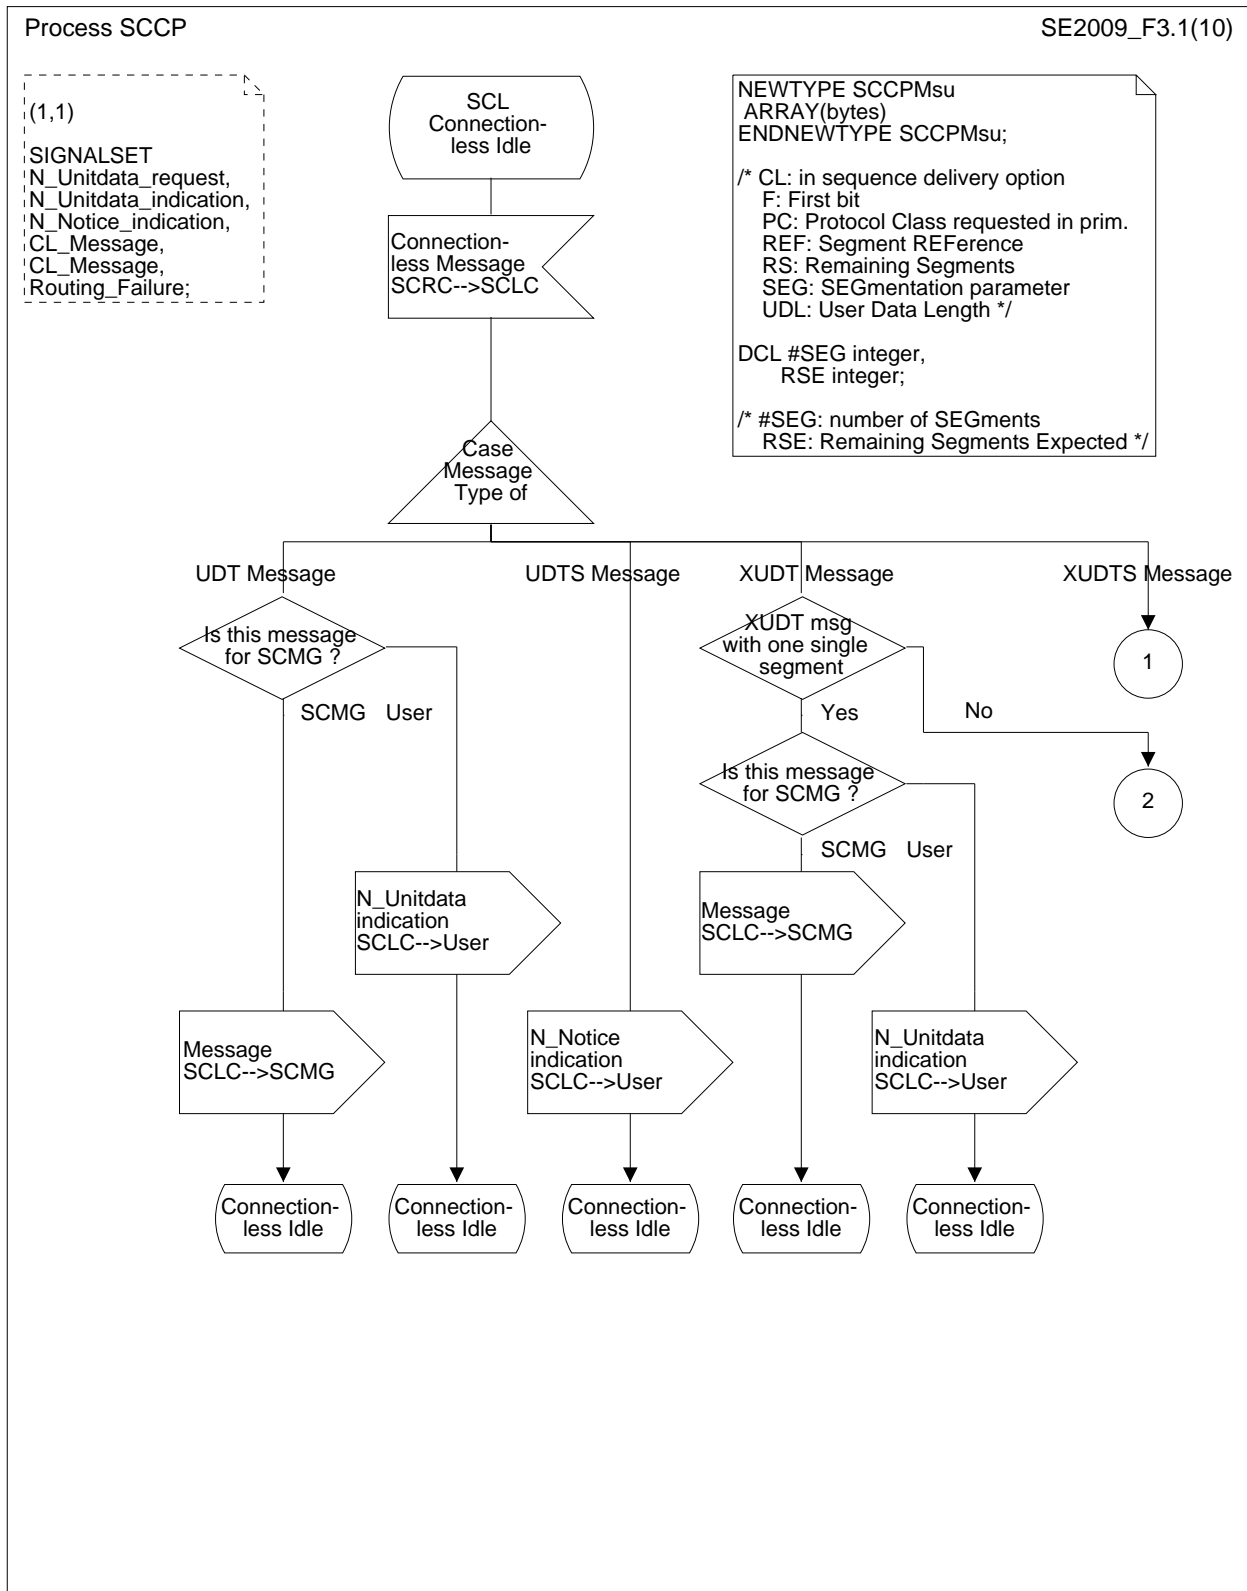 Process SCCP
SE2009_F3.1(10)
(1,1)
SIGNALSET
N_Unitdata_request,
N_Unitdata_indication,
N_Notice_indication,
CL_Message,
CL_Message,
Routing_Failure;
SCL
Connection-
less Idle
NEWTYPE SCCPMsu
ARRAY(bytes)
ENDNEWTYPE SCCPMsu;
/* CL: in sequence delivery option
F: First bit
PC: Protocol Class requested in prim.
REF: Segment REFerence
RS: Remaining Segments
SEG: SEGmentation parameter
UDL: User Data Length */
DCL #SEG integer,
RSE integer;
/* #SEG: number of SEGments
RSE: Remaining Segments Expected */
Connection-
less Message
SCRC-->SCLC
Case
Message
Type of
UDT Message
UDTS Message
XUDT Message
XUDTS Message
Is this message
for SCMG ?
XUDT msg
with one single
segment
1
SCMG User
Yes
No
Is this message
for SCMG ?
2
SCMG User
N_Unitdata
indication
SCLC-->User
Message
SCLC-->SCMG
Message
SCLC-->SCMG
N_Notice
indication
SCLC-->User
N_Unitdata
indication
SCLC-->User
Connection-
less Idle
Connection-
less Idle
Connection-
less Idle
Connection-
less Idle
Connection-
less Idle